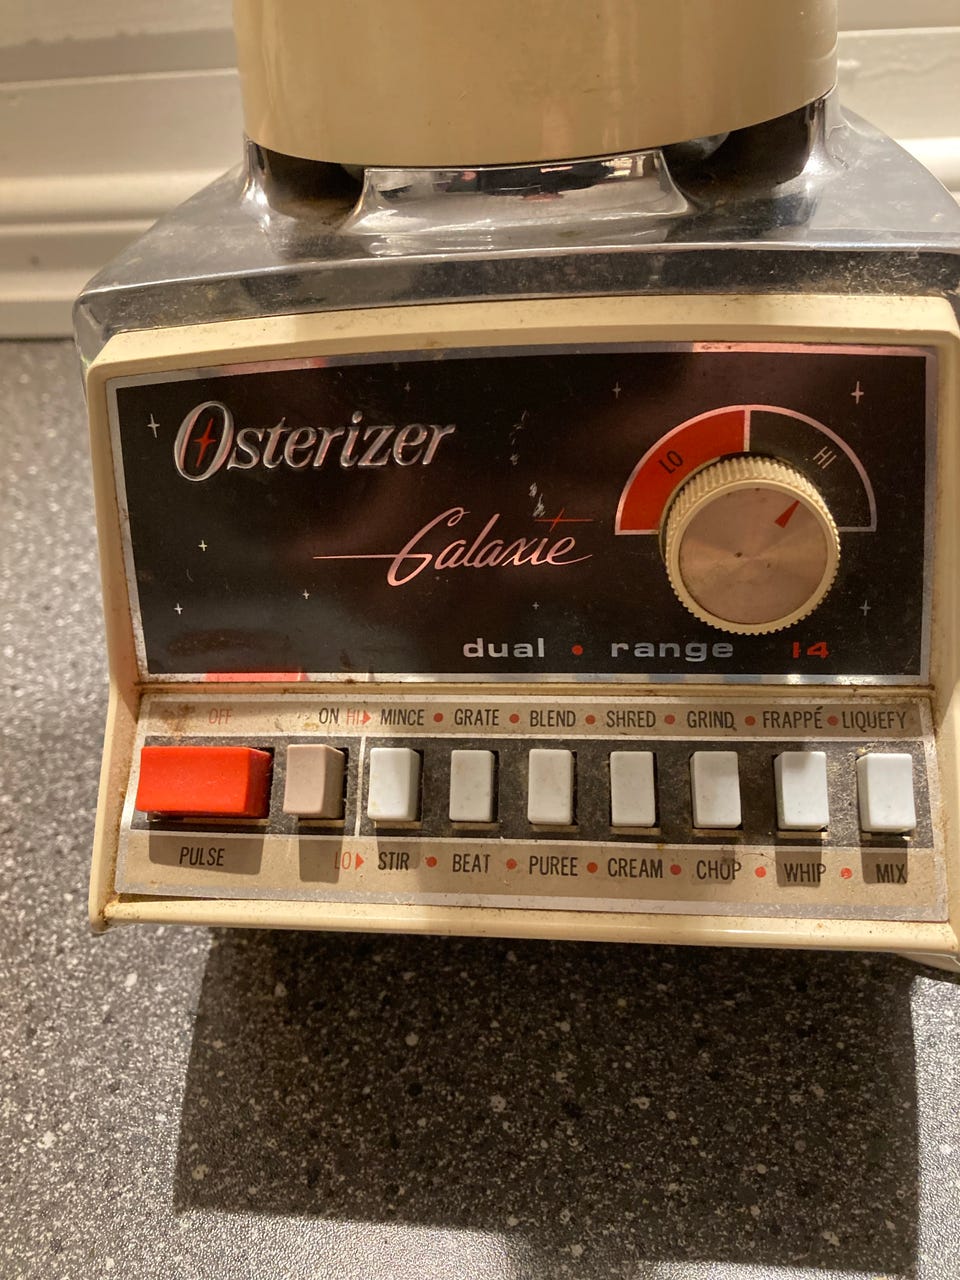 Osterizer
LO HI
Galaxie
dual • range 14
OFF ON HI MINCE • GRATE • BLEND • SHRED • GRIND • FRAPPÉ • LIQUEFY
PULSE LO STIR • BEAT • PUREE • CREAM • CHOP • WHIP • MIX